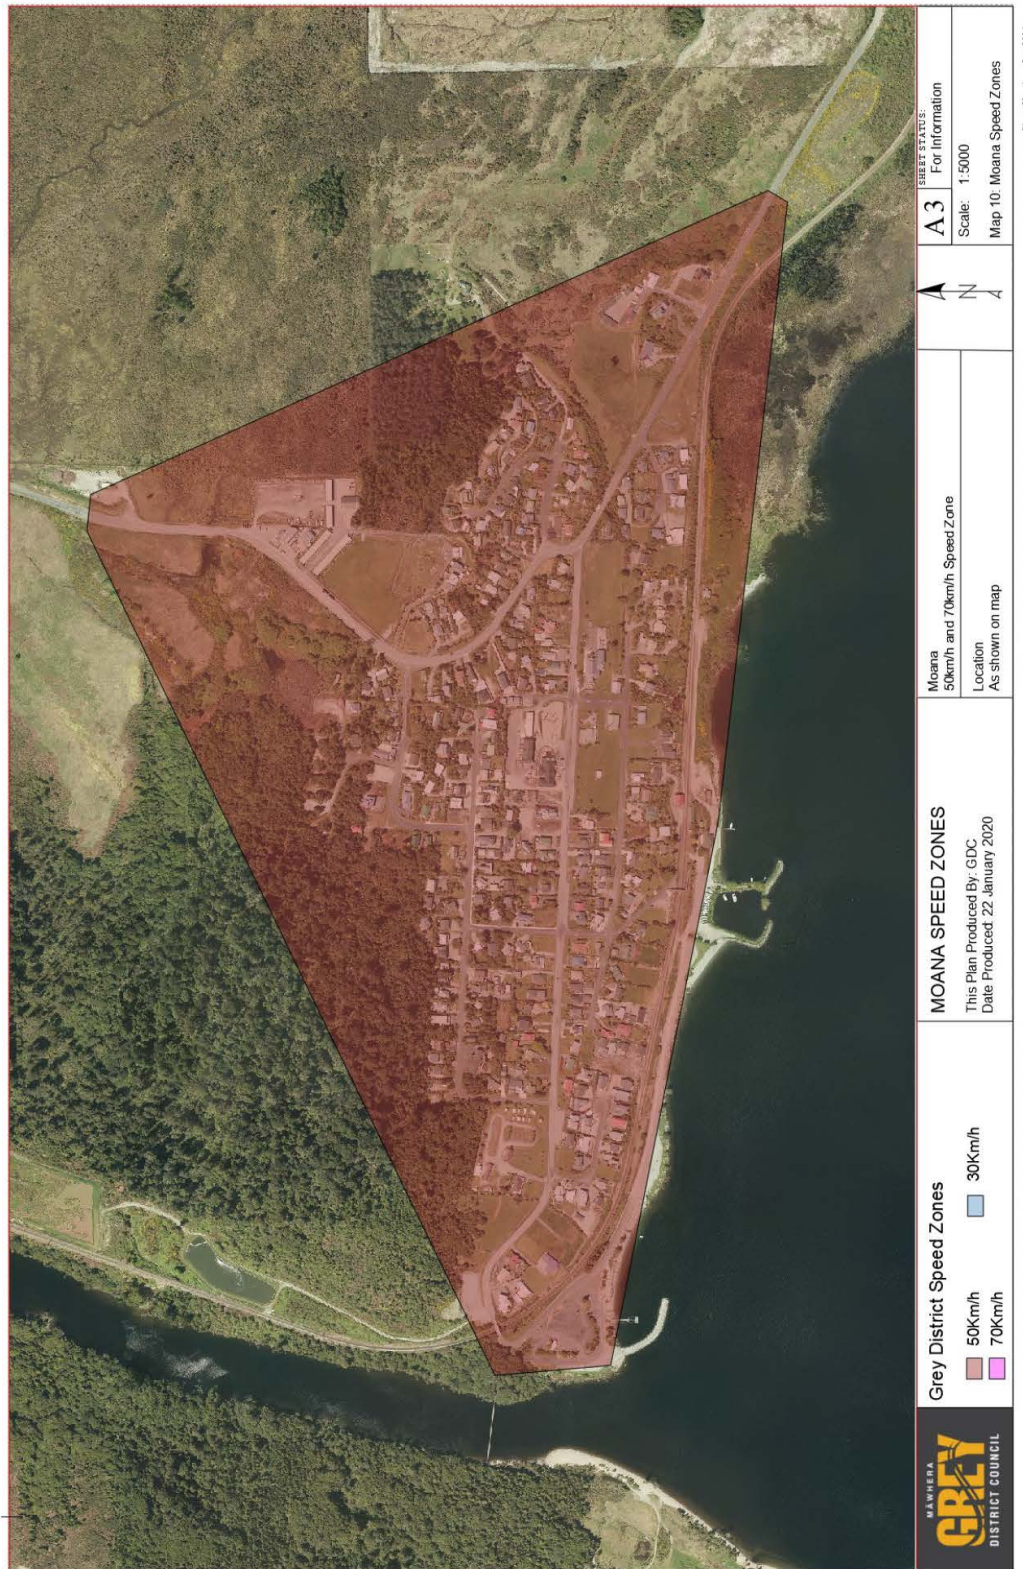 MĀWHERA
GREY
DISTRICT COUNCIL
Grey District Speed Zones
50Km/h
30Km/h
70Km/h
MOANA SPEED ZONES
This Plan Produced By: GDC
Date Produced: 22 January 2020
Moana
50km/h and 70km/h Speed Zone
Location
As shown on map
N
A3
SHEET STATUS:
For Information
Scale: 1:5000
Map 10: Moana Speed Zones